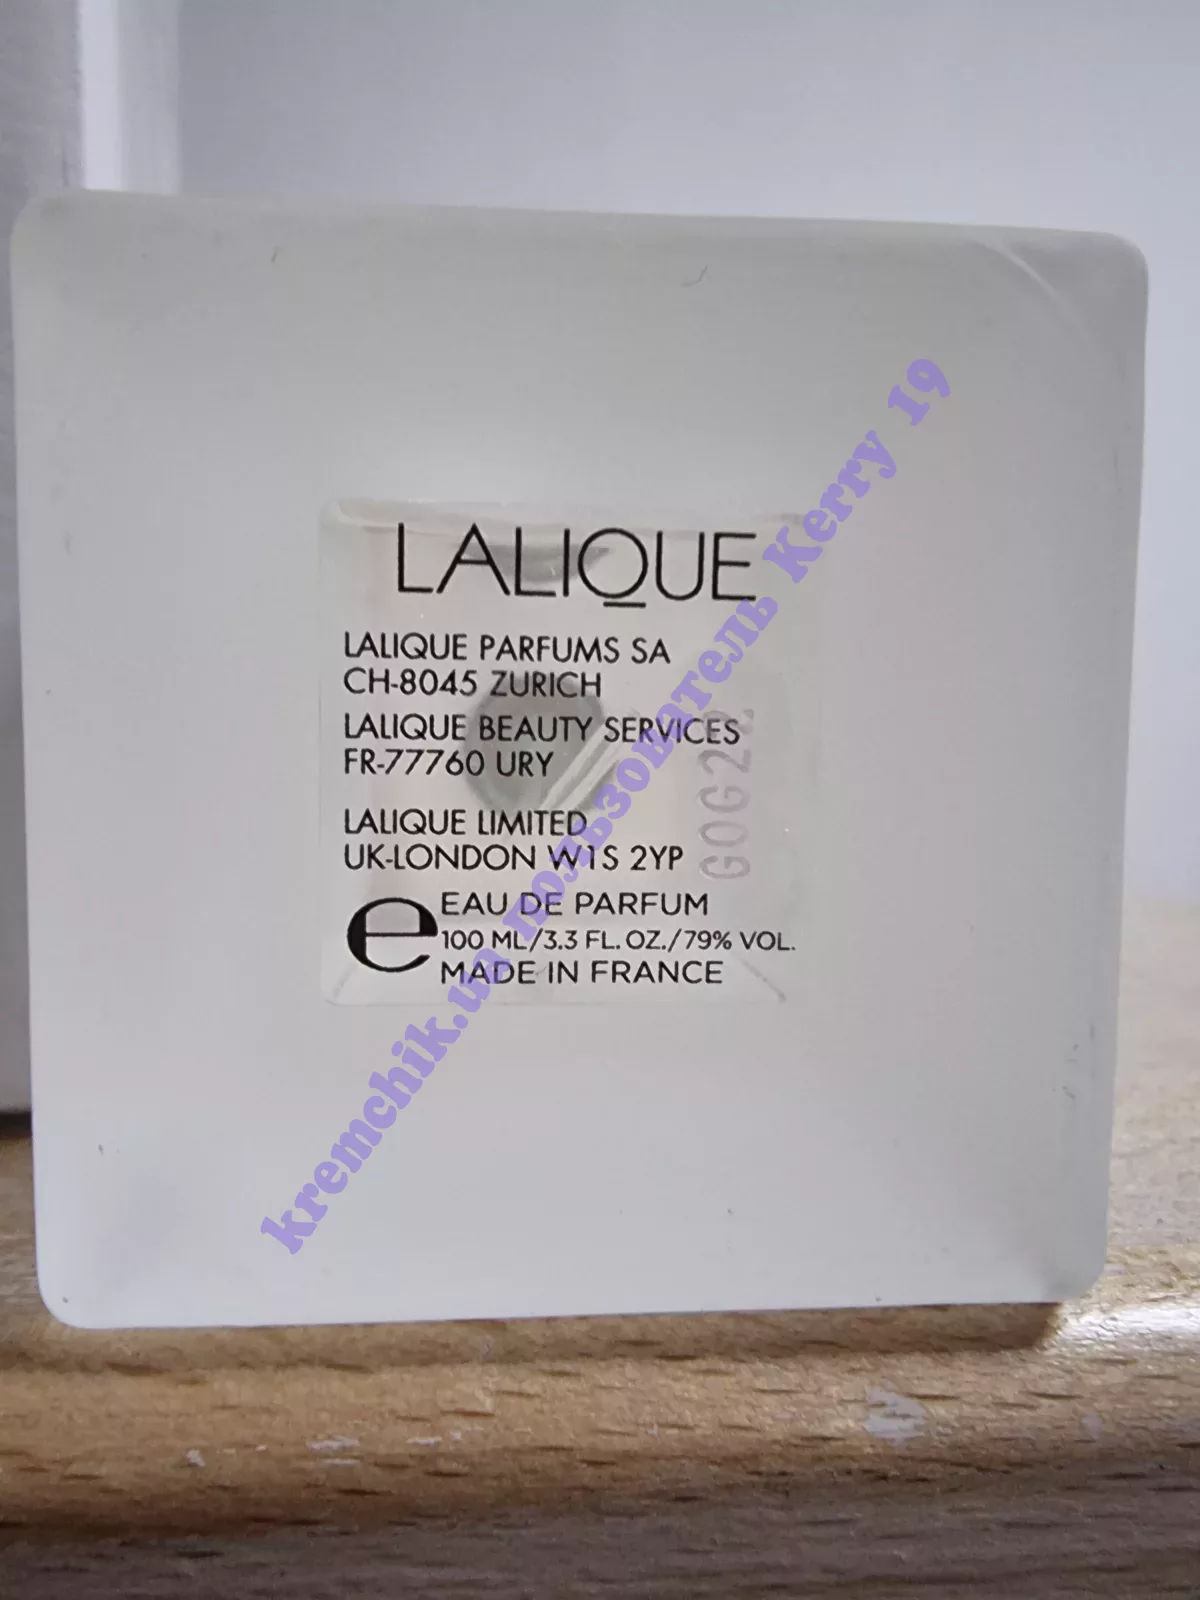 LALIQUE
LALIQUE PARFUMS SA
CH-8045 ZURICH
LALIQUE BEAUTY SERVICES
FR-77760 URY
LALIQUE LIMITED
UK-LONDON W1S 2YP
e EAU DE PARFUM
100 ML/3.3 FL. OZ./79% VOL.
MADE IN FRANCE
kremchik.ua пользователь Kerry 19